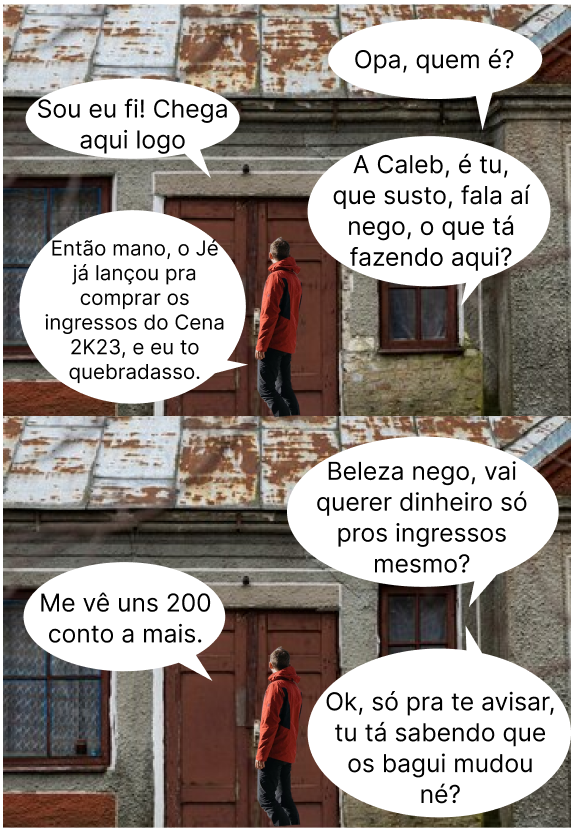 Opa, quem é?
Sou eu fi! Chega
aqui logo
A Caleb, é tu,
que susto, fala aí
nego, o que tá
fazendo aqui?
Então mano, o Jé
já lançou pra
comprar os
ingressos do Cena
2K23, e eu to
quebradasso.
Beleza nego, vai
querer dinheiro só
pros ingressos
mesmo?
Me vê uns 200
conto a mais.
Ok, só pra te avisar,
tu tá sabendo que
os bagui mudou
né?